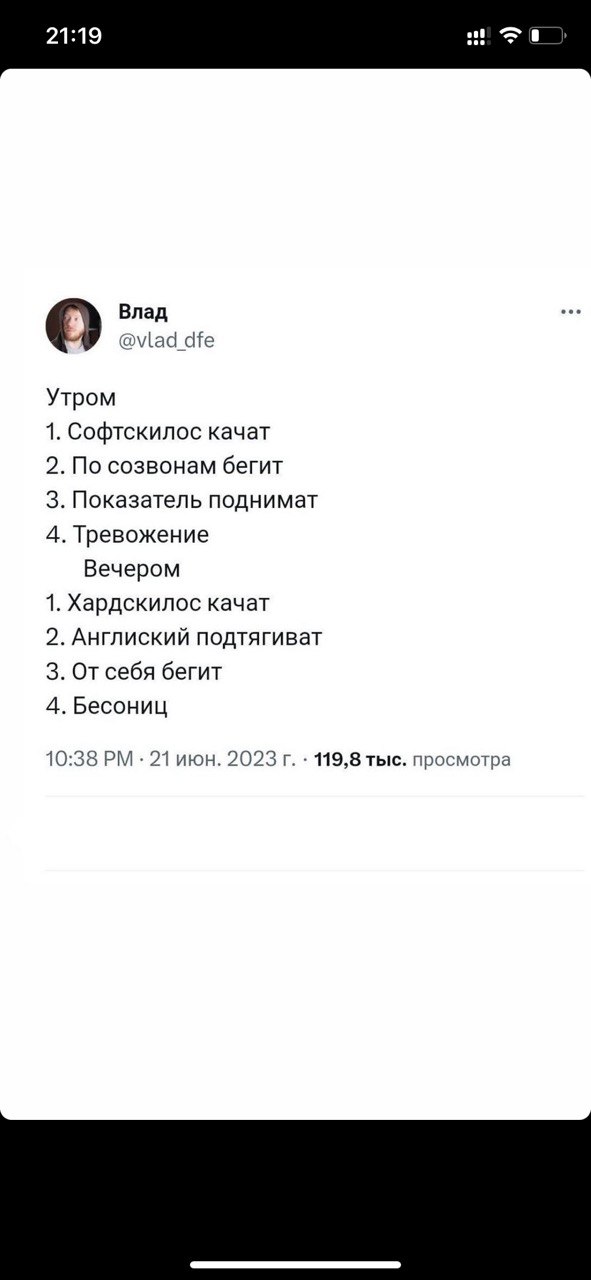 21:19
Влад
@vlad_dfe
Утром
1. Софтскилос качат
2. По созвонам бегит
3. Показатель поднимат
4. Тревожение
Вечером
1. Хардскилос качат
2. Англиский подтягиват
3. От себя бегит
4. Бесониц
10:38 PM · 21 июн. 2023 г. · 119,8 тыс. просмотра